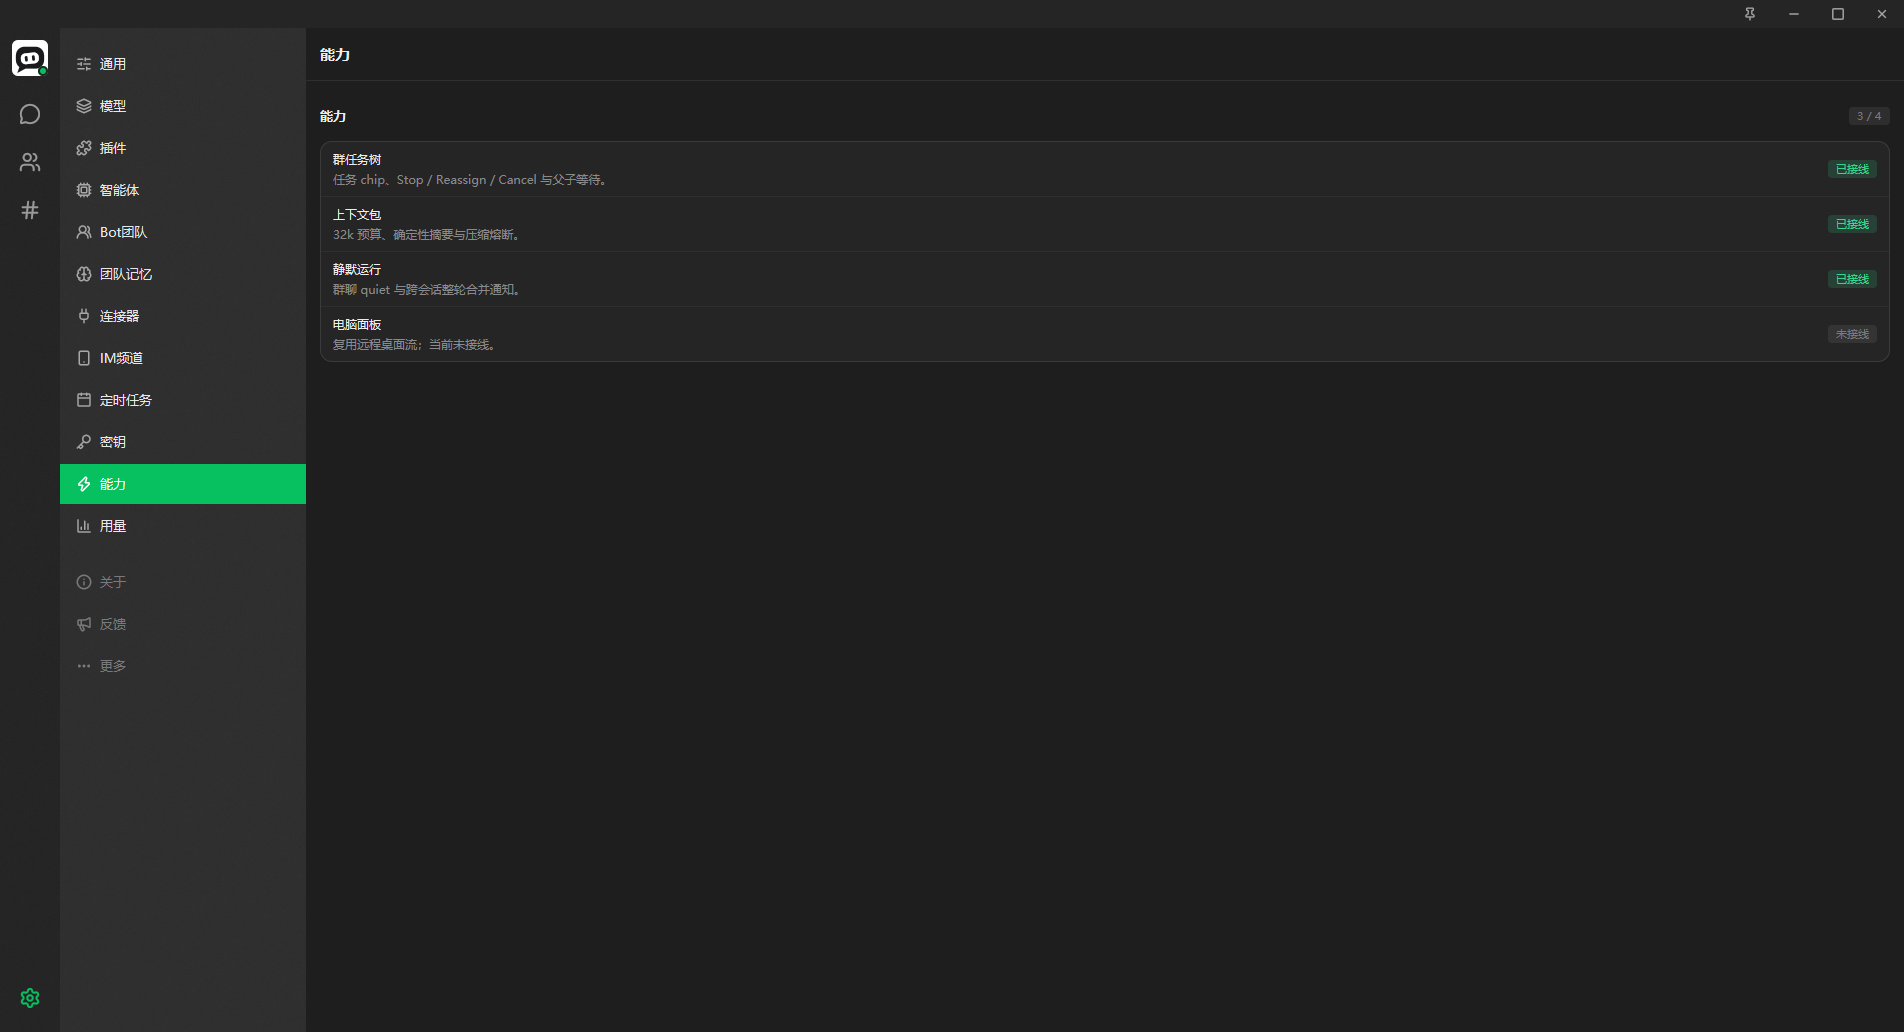 通用
模型
插件
智能体
Bot团队
团队记忆
连接器
IM频道
定时任务
密钥
能力
用量
关于
反馈
更多
能力
能力
3 / 4
群任务树
任务 chip、Stop / Reassign / Cancel 与父子等待。
已接线
上下文包
32k 预算、确定性摘要与压缩熔断。
已接线
静默运行
群聊 quiet 与跨会话整轮合并通知。
已接线
电脑面板
复用远程桌面流；当前未接线。
未接线